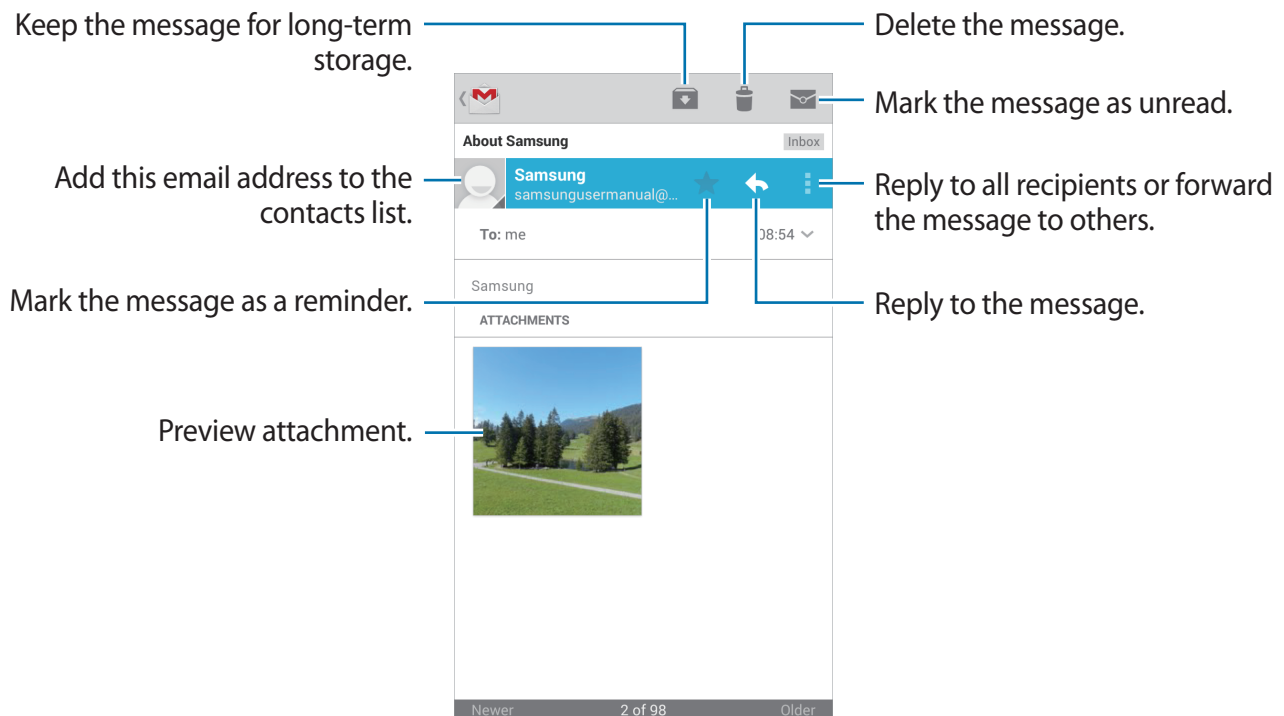 Keep the message for long-term
storage.
Delete the message.
Mark the message as unread.
About Samsung
Inbox
Add this email address to the
contacts list.
Samsung
samsungusermanual@...
Reply to all recipients or forward
the message to others.
To: me
08:54
Mark the message as a reminder.
Samsung
Reply to the message.
ATTACHMENTS
Preview attachment.
Newer
2 of 98
Older